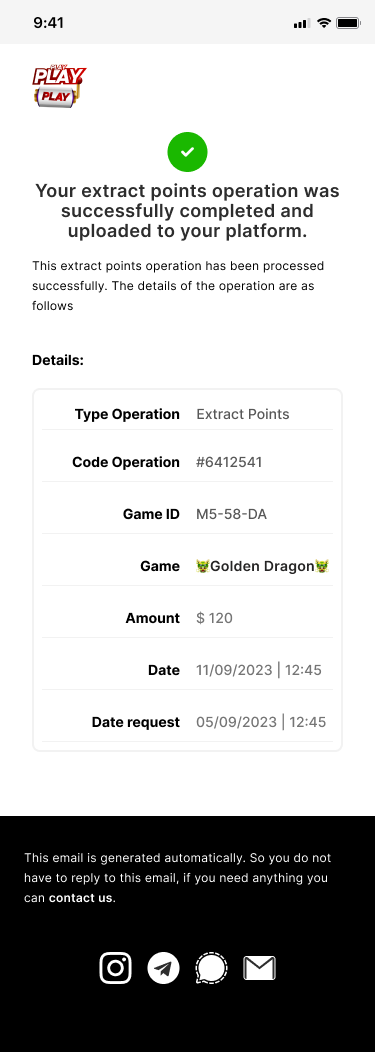 9:41
PLAY
PLAY
PLAY
Your extract points operation was
successfully completed and
uploaded to your platform.
This extract points operation has been processed
successfully. The details of the operation are as
follows
Details:
Type Operation Extract Points
Code Operation #6412541
Game ID M5-58-DA
Game 🐲Golden Dragon🐲
Amount $ 120
Date 11/09/2023 | 12:45
Date request 05/09/2023 | 12:45
This email is generated automatically. So you do not
have to reply to this email, if you need anything you
can contact us.